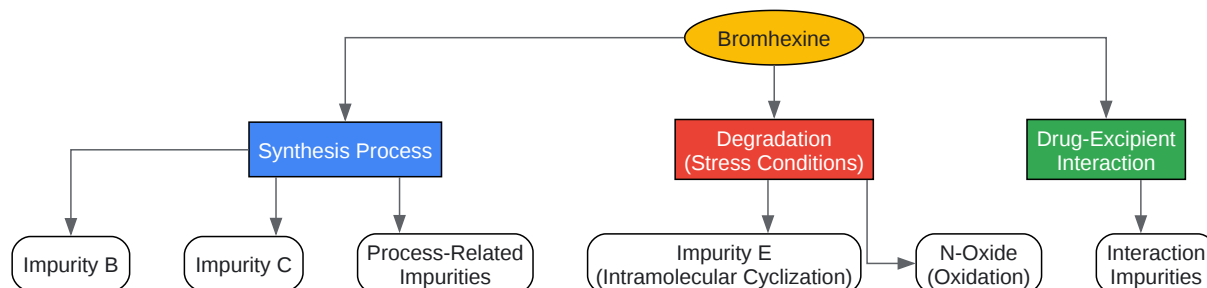 Bromhexine
Synthesis Process
Degradation
(Stress Conditions)
Drug-Excipient
Interaction
Impurity B
Impurity C
Process-Related
Impurities
Impurity E
(Intramolecular Cyclization)
N-Oxide
(Oxidation)
Interaction
Impurities